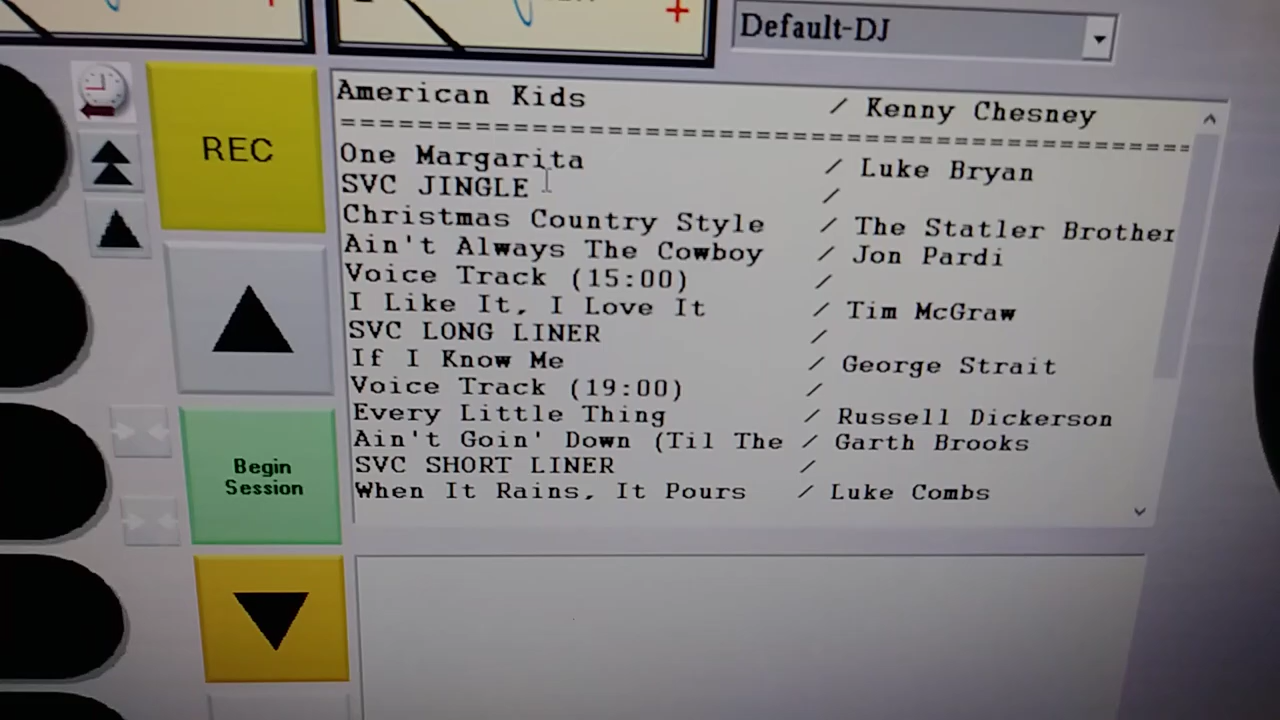 Default-DJ
REC
American Kids / Kenny Chesney
==================================================
One Margarita / Luke Bryan
SVC JINGLE /
Christmas Country Style / The Statler Brother
Ain't Always The Cowboy / Jon Pardi
Voice Track (15:00) /
I Like It, I Love It / Tim McGraw
SVC LONG LINER /
If I Know Me / George Strait
Voice Track (19:00) /
Every Little Thing / Russell Dickerson
Ain't Goin' Down (Til The / Garth Brooks
SVC SHORT LINER /
When It Rains, It Pours / Luke Combs
Begin
Session